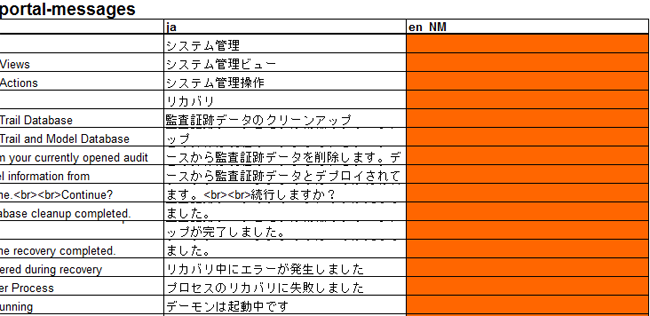 portal-messages
ja en NM
システム管理
Views システム管理ビュー
Actions システム管理操作
リカバリ
Trail Database 監査証跡データのクリーンアップ
Trail and Model Database ップ
m your currently opened audit ースから監査証跡データを削除します。デ
el information from ースから監査証跡データとデプロイされて
me.<br><br>Continue? ます。<br><br>続行しますか？
abase cleanup completed. ました。
ップが完了しました。
ne recovery completed. ました。
ered during recovery リカバリ中にエラーが発生しました
er Process プロセスのリカバリに失敗しました
unning デーモンは起動中です